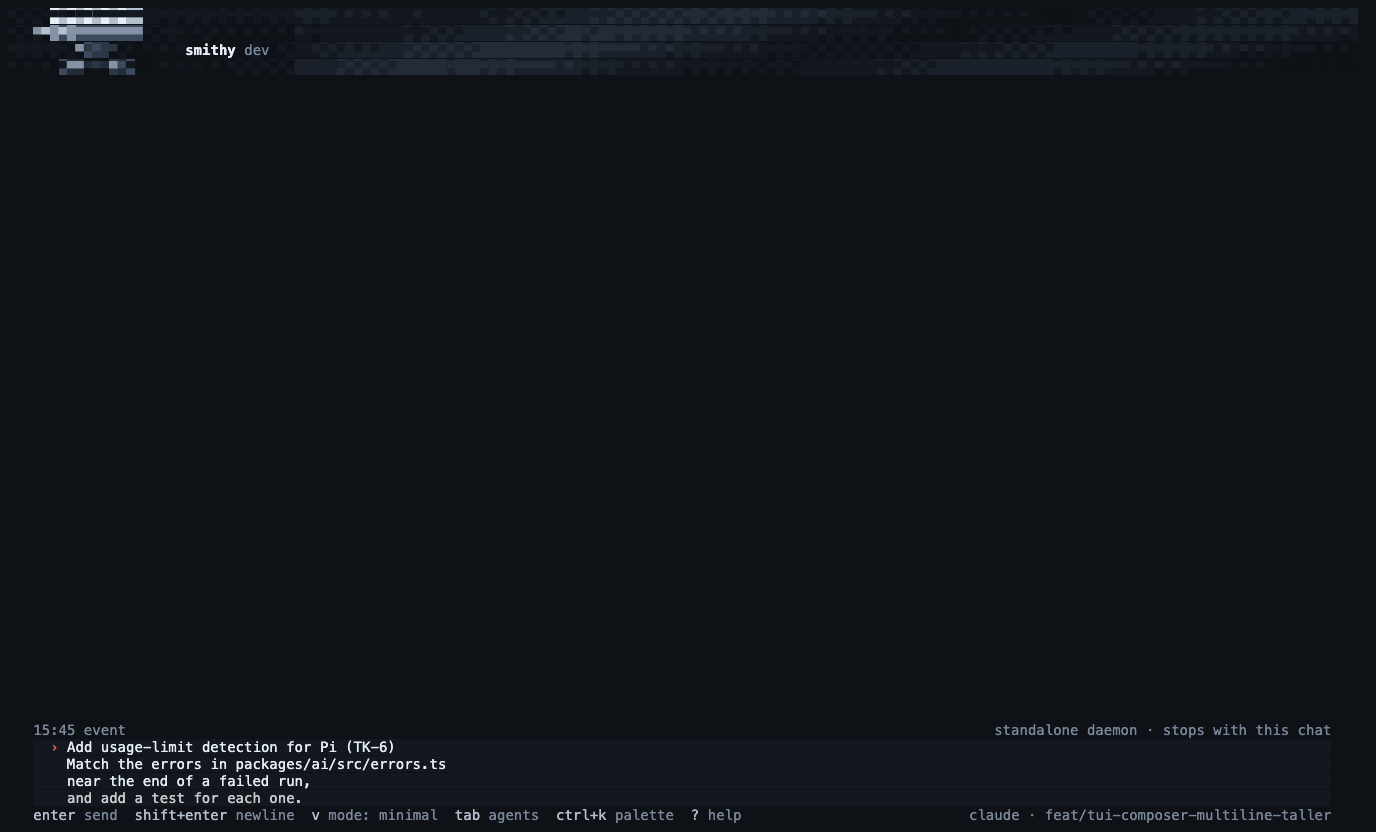 smithy dev
15:45 event
standalone daemon · stops with this chat
› Add usage-limit detection for Pi (TK-6)
Match the errors in packages/ai/src/errors.ts
near the end of a failed run,
and add a test for each one.
enter send  shift+enter newline  v mode: minimal  tab agents  ctrl+k palette  ? help
claude · feat/tui-composer-multiline-taller